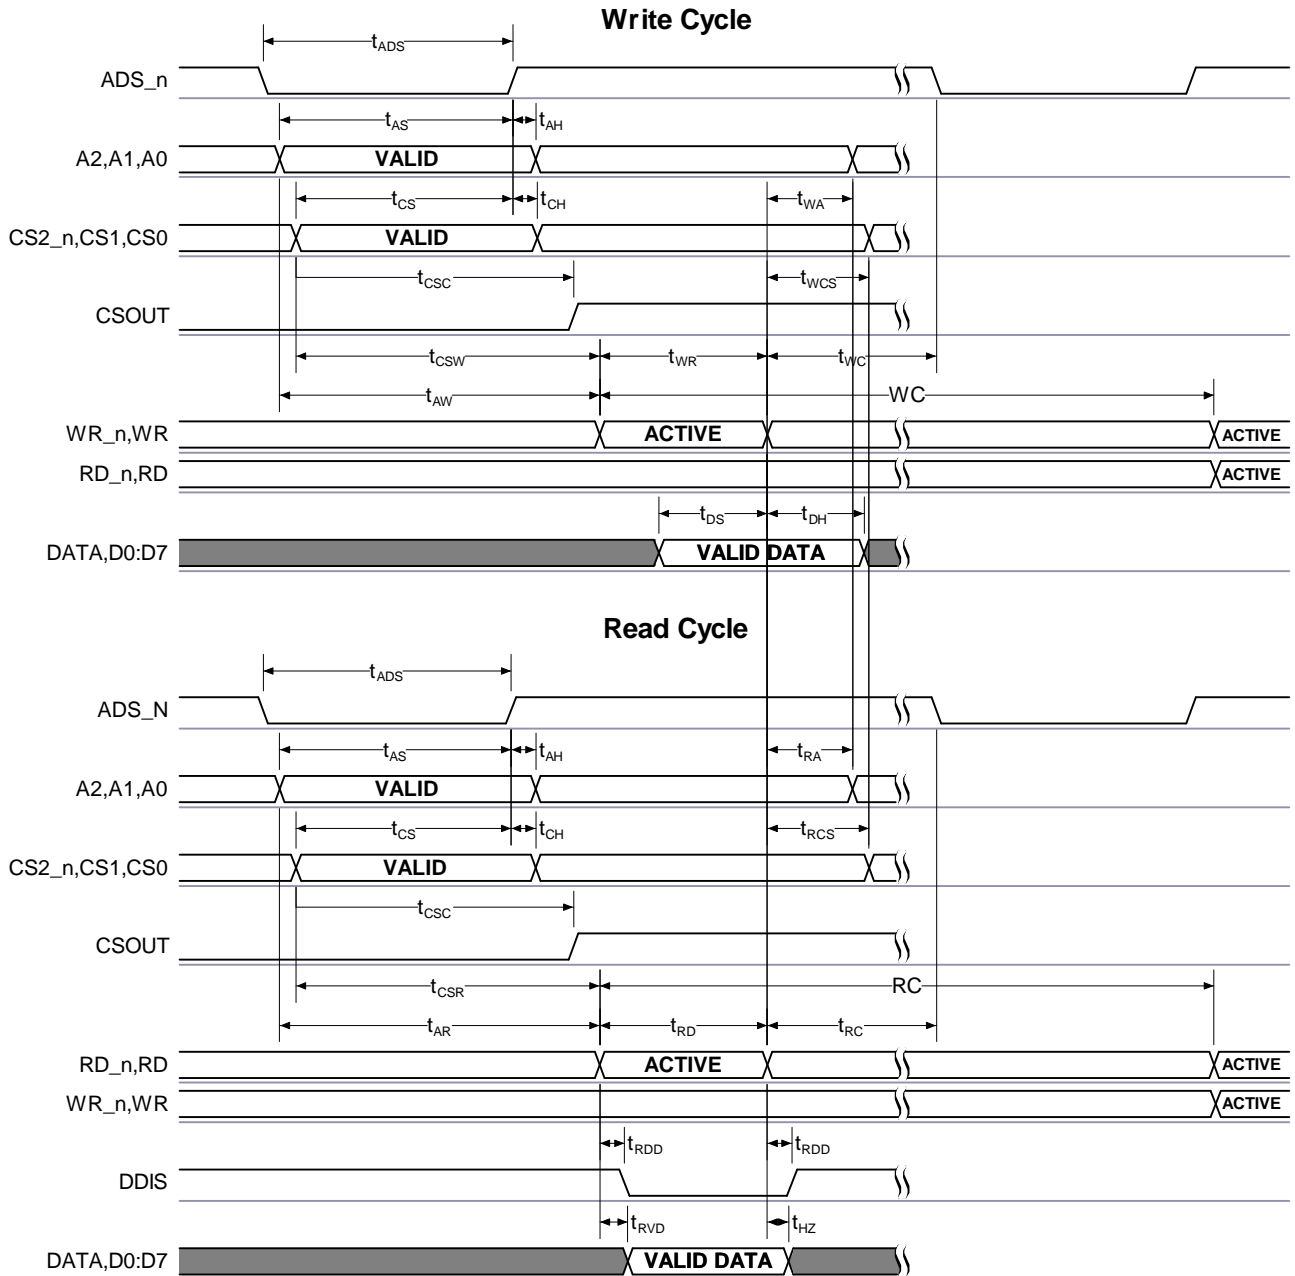 Write Cycle
tADS
ADS_n
tAS tAH
A2,A1,A0 VALID
tCS tCH tWA
CS2_n,CS1,CS0 VALID
tCSC tWCS
CSOUT
tCSW tWR tWC
tAW WC
WR_n,WR ACTIVE ACTIVE
RD_n,RD ACTIVE
tDS tDH
DATA,D0:D7 VALID DATA
Read Cycle
tADS
ADS_N
tAS tAH tRA
A2,A1,A0 VALID
tCS tCH tRCS
CS2_n,CS1,CS0 VALID
tCSC
CSOUT
tCSR RC
tAR tRD tRC
RD_n,RD ACTIVE ACTIVE
WR_n,WR ACTIVE
tRDD tRDD
DDIS
tRVD tHZ
DATA,D0:D7 VALID DATA